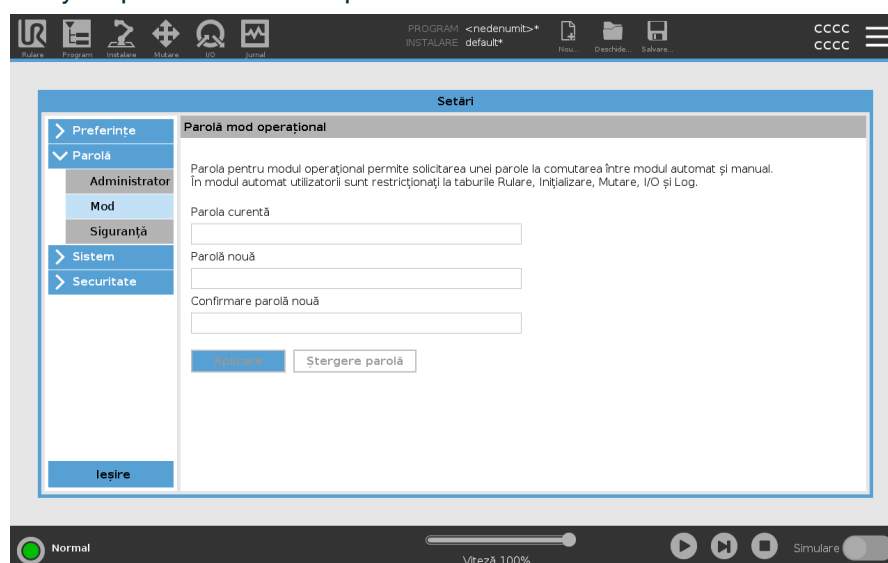 PROGRAM <nedenumit>*
INSTALARE default*
CCCC
CCCC
Rulare Program Instalare Mutare I/O Jurnal Nou... Deschide... Salvare...
Setări
Preferințe
Parolă
Administrator
Mod
Siguranță
Sistem
Securitate
Ieșire
Parolă mod operațional
Parola pentru modul operațional permite solicitarea unei parole la comutarea între modul automat și manual.
În modul automat utilizatorii sunt restricționați la taburile Rulare, Inițializare, Mutare, I/O și Log.
Parola curentă
Parolă nouă
Confirmare parolă nouă
Aplicare Ștergere parolă
Normal
Viteză 100%
Simulare